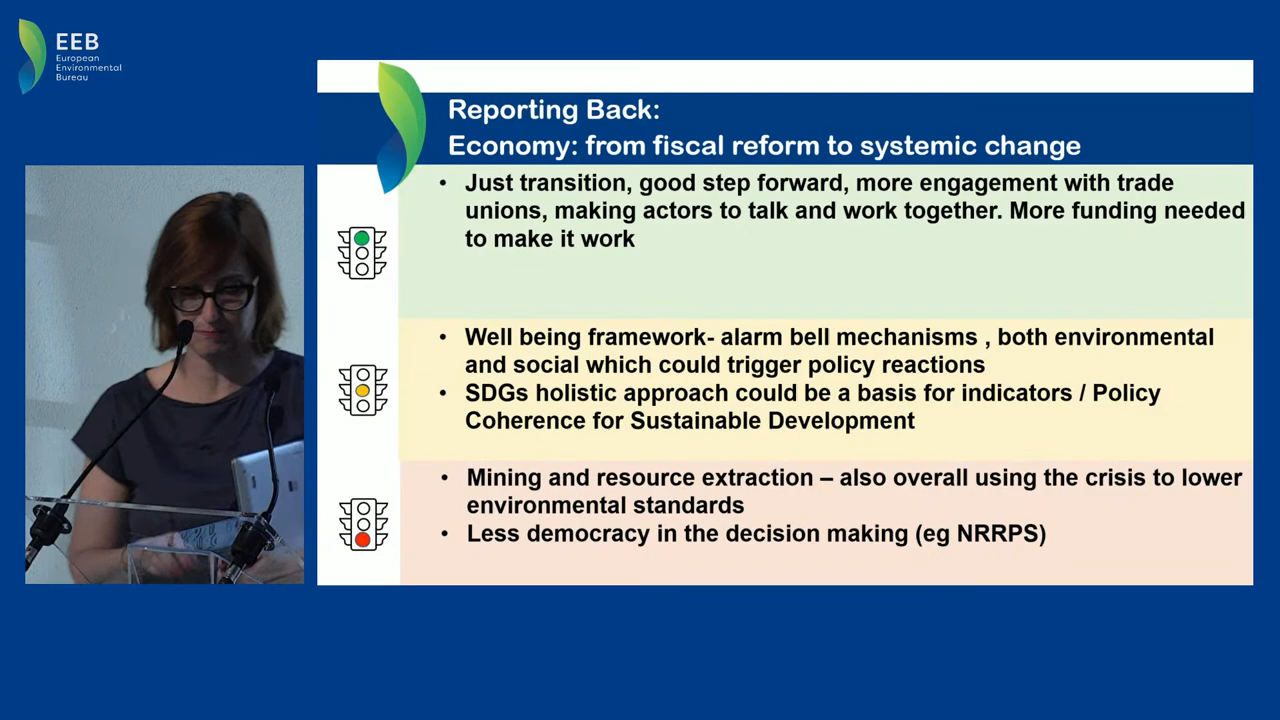 EEB
European
Environmental
Bureau
Reporting Back:
Economy: from fiscal reform to systemic change
• Just transition, good step forward, more engagement with trade
unions, making actors to talk and work together. More funding needed
to make it work
• Well being framework- alarm bell mechanisms , both environmental
and social which could trigger policy reactions
• SDGs holistic approach could be a basis for indicators / Policy
Coherence for Sustainable Development
• Mining and resource extraction – also overall using the crisis to lower
environmental standards
• Less democracy in the decision making (eg NRRPS)